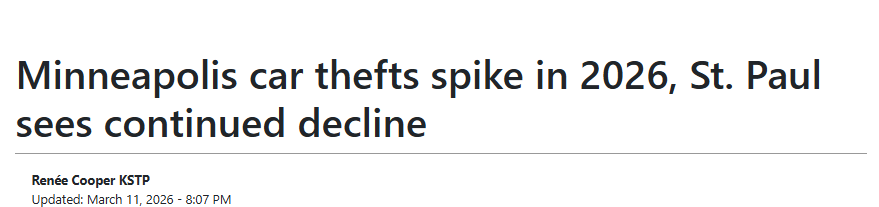 Minneapolis car thefts spike in 2026, St. Paul
sees continued decline
Renée Cooper KSTP
Updated: March 11, 2026 - 8:07 PM